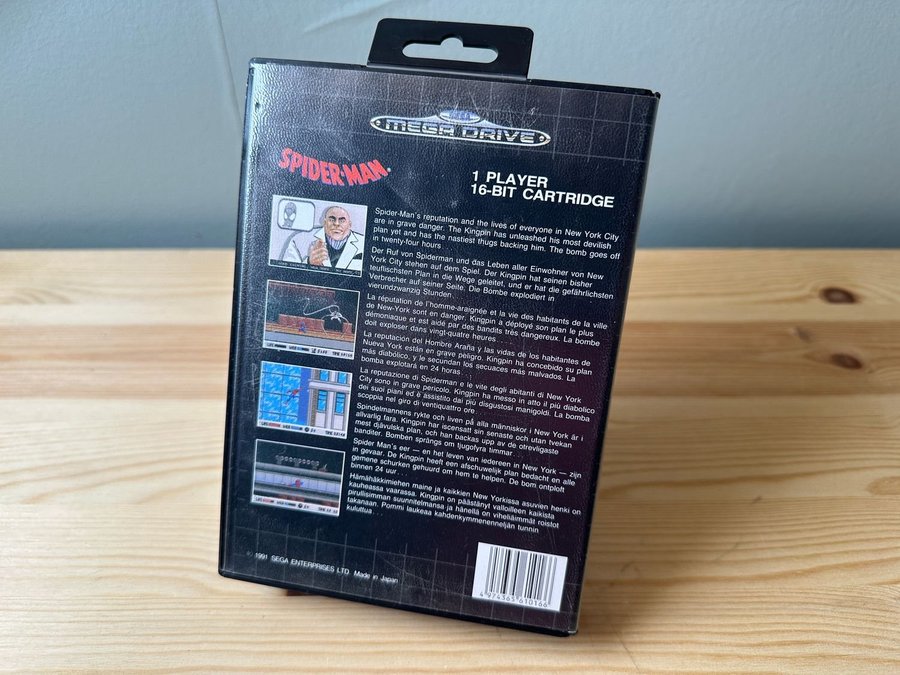 SEGA
MEGA DRIVE
SPIDER-MAN
1 PLAYER
16-BIT CARTRIDGE
Spider-Man's reputation and the lives of everyone in New York City
are in grave danger. The Kingpin has unleashed his most devilish
plan yet and has the nastiest thugs backing him. The bomb goes off
in twenty-four hours . . .
Der Ruf von Spiderman und das Leben aller Einwohner von New
York City stehen auf dem Spiel. Der Kingpin hat seinen bisher
teuflischsten Plan in die Wege geleitet, und er hat die gefährlichsten
Verbrecher auf seiner Seite. Die Bombe explodiert in
vierundzwanzig Stunden. . . .
La réputation de l'homme-araignée et la vie des habitants de la ville
de New-York sont en danger. Kingpin a déployé son plan le plus
démoniaque et est aidé par des bandits très dangereux. La bombe
doit exploser dans vingt-quatre heures. . . .
La reputación del Hombre Araña y las vidas de los habitantes de
Nueva York están en grave peligro. Kingpin ha concebido su plan
más diabólico, y le secundan los secuaces más malvados. La
bomba explotará en 24 horas . . .
La reputazione di Spiderman e le vite degli abitanti di New York
City sono in grave pericolo. Kingpin ha messo in atto il più diabolico
dei suoi piani ed è assistito dai più disgustosi manigoldi. La bomba
scoppia nel giro di ventiquattro ore. . . .
Spindelmannens rykte och liven på alla människor i New York är i
allvarlig fara. Kingpin har iscensatt sin senaste och utan tvekan
mest djävulska plan, och han backas upp av de otrevligaste
banditer. Bomben sprängs om tjugofyra timmar . . .
Spider Man's eer — en het leven van iedereen in New York — zijn
in gevaar. De Kingpin heeft een afschuwelijk plan bedacht en alle
gemene schurken gehuurd om hem te helpen. De bom ontploft
binnen 24 uur . . .
Hämähäkkimiehen maine ja kaikkien New Yorkissa asuvien henki on
kauheassa vaarassa. Kingpin on päästänyt valloilleen kaikista
pirullisimman suunnitelmansa ja hänellä on viheliäimmät roistot
takanaan. Pommi laukeaa kahdenkymmenenneljän tunnin
kuluttua . . .
© 1991 SEGA ENTERPRISES LTD. Made in Japan
4 974365 610166